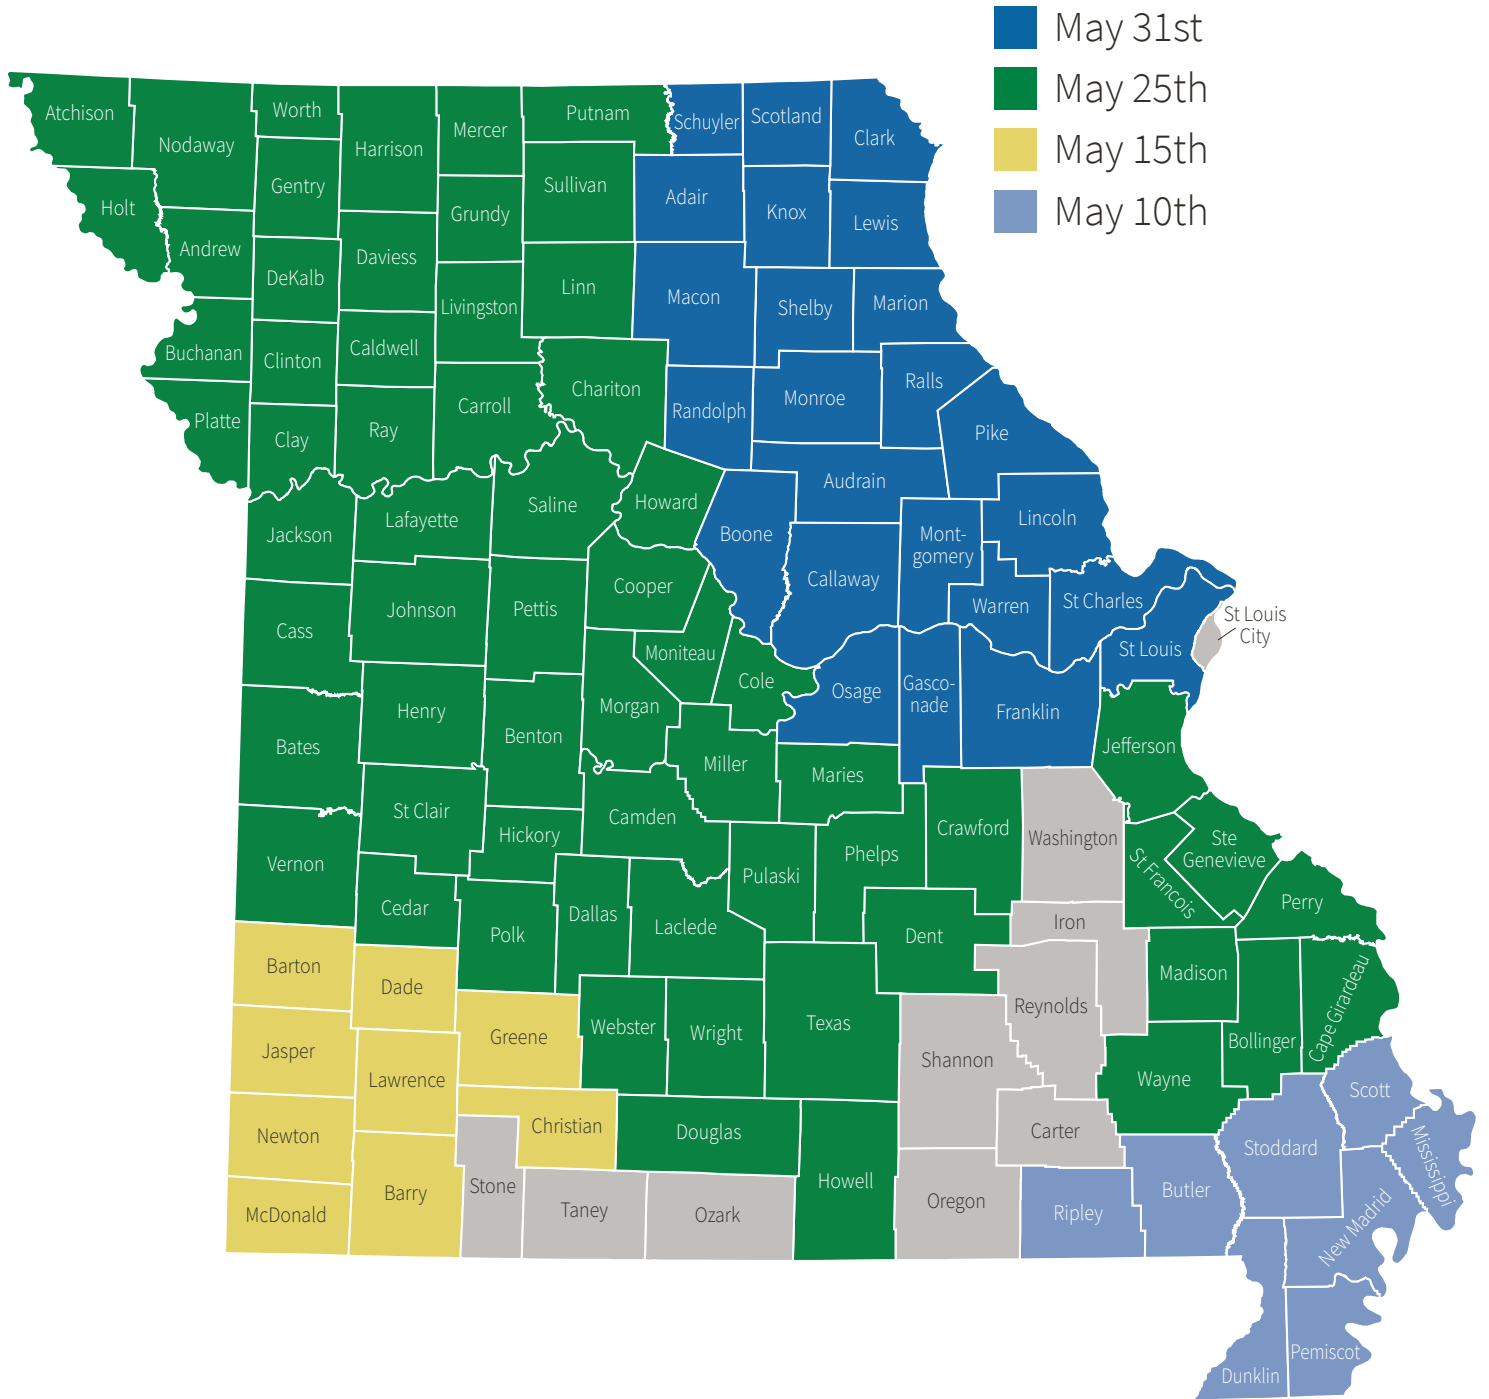 May 31st
May 25th
May 15th
May 10th
Atchison
Nodaway
Worth
Harrison
Mercer
Putnam
Schuyler
Scotland
Clark
Holt
Gentry
Grundy
Sullivan
Adair
Knox
Lewis
Andrew
DeKalb
Daviess
Livingston
Linn
Macon
Shelby
Marion
Buchanan
Clinton
Caldwell
Carroll
Chariton
Randolph
Monroe
Ralls
Pike
Platte
Clay
Ray
Audrain
Jackson
Lafayette
Saline
Howard
Boone
Callaway
Mont-
gomery
Lincoln
Cass
Johnson
Pettis
Cooper
Warren
St Charles
St Louis
City
Moniteau
Cole
Osage
Gasco-
nade
Franklin
St Louis
Bates
Henry
Benton
Morgan
Miller
Maries
Jefferson
Vernon
St Clair
Hickory
Camden
Pulaski
Phelps
Crawford
Washington
St Francois
Ste
Genevieve
Perry
Cedar
Polk
Dallas
Laclede
Dent
Iron
Barton
Dade
Greene
Webster
Wright
Texas
Reynolds
Madison
Bollinger
Cape Girardeau
Jasper
Lawrence
Christian
Douglas
Shannon
Wayne
Scott
Newton
Barry
Stone
Taney
Ozark
Howell
Oregon
Carter
Ripley
Butler
Stoddard
Mississippi
McDonald
New Madrid
Pemiscot
Dunklin